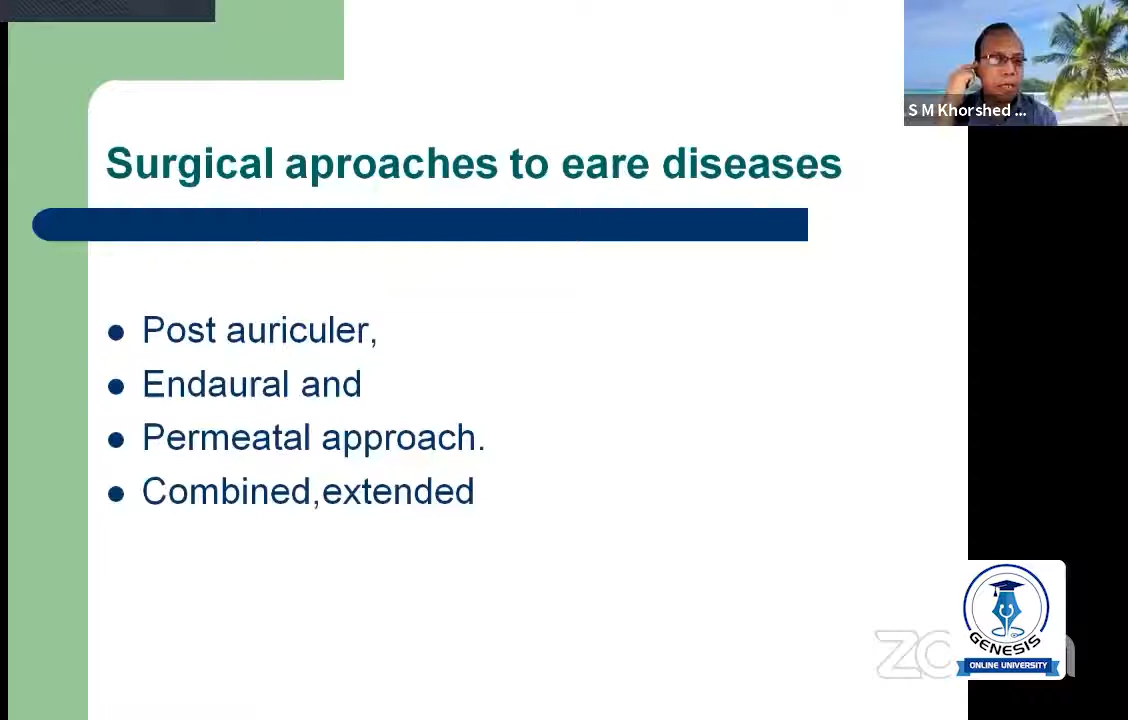 S M Khorshed ...
Surgical aproaches to eare diseases
Post auriculer,
Endaural and
Permeatal approach.
Combined,extended
GENESIS
ONLINE UNIVERSITY